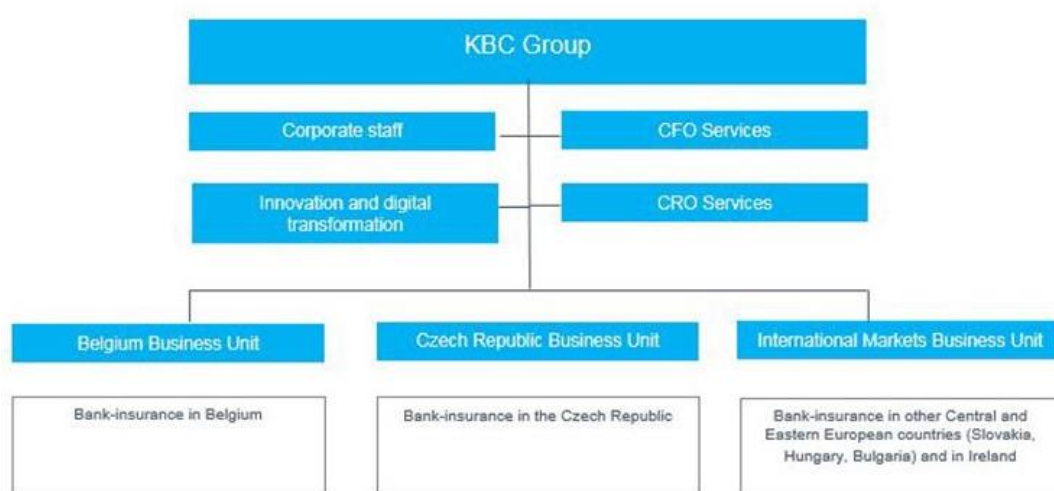 KBC Group
Corporate staff
CFO Services
Innovation and digital
transformation
CRO Services
Belgium Business Unit
Czech Republic Business Unit
International Markets Business Unit
Bank-insurance in Belgium
Bank-insurance in the Czech Republic
Bank-insurance in other Central and
Eastern European countries (Slovakia,
Hungary, Bulgaria) and in Ireland